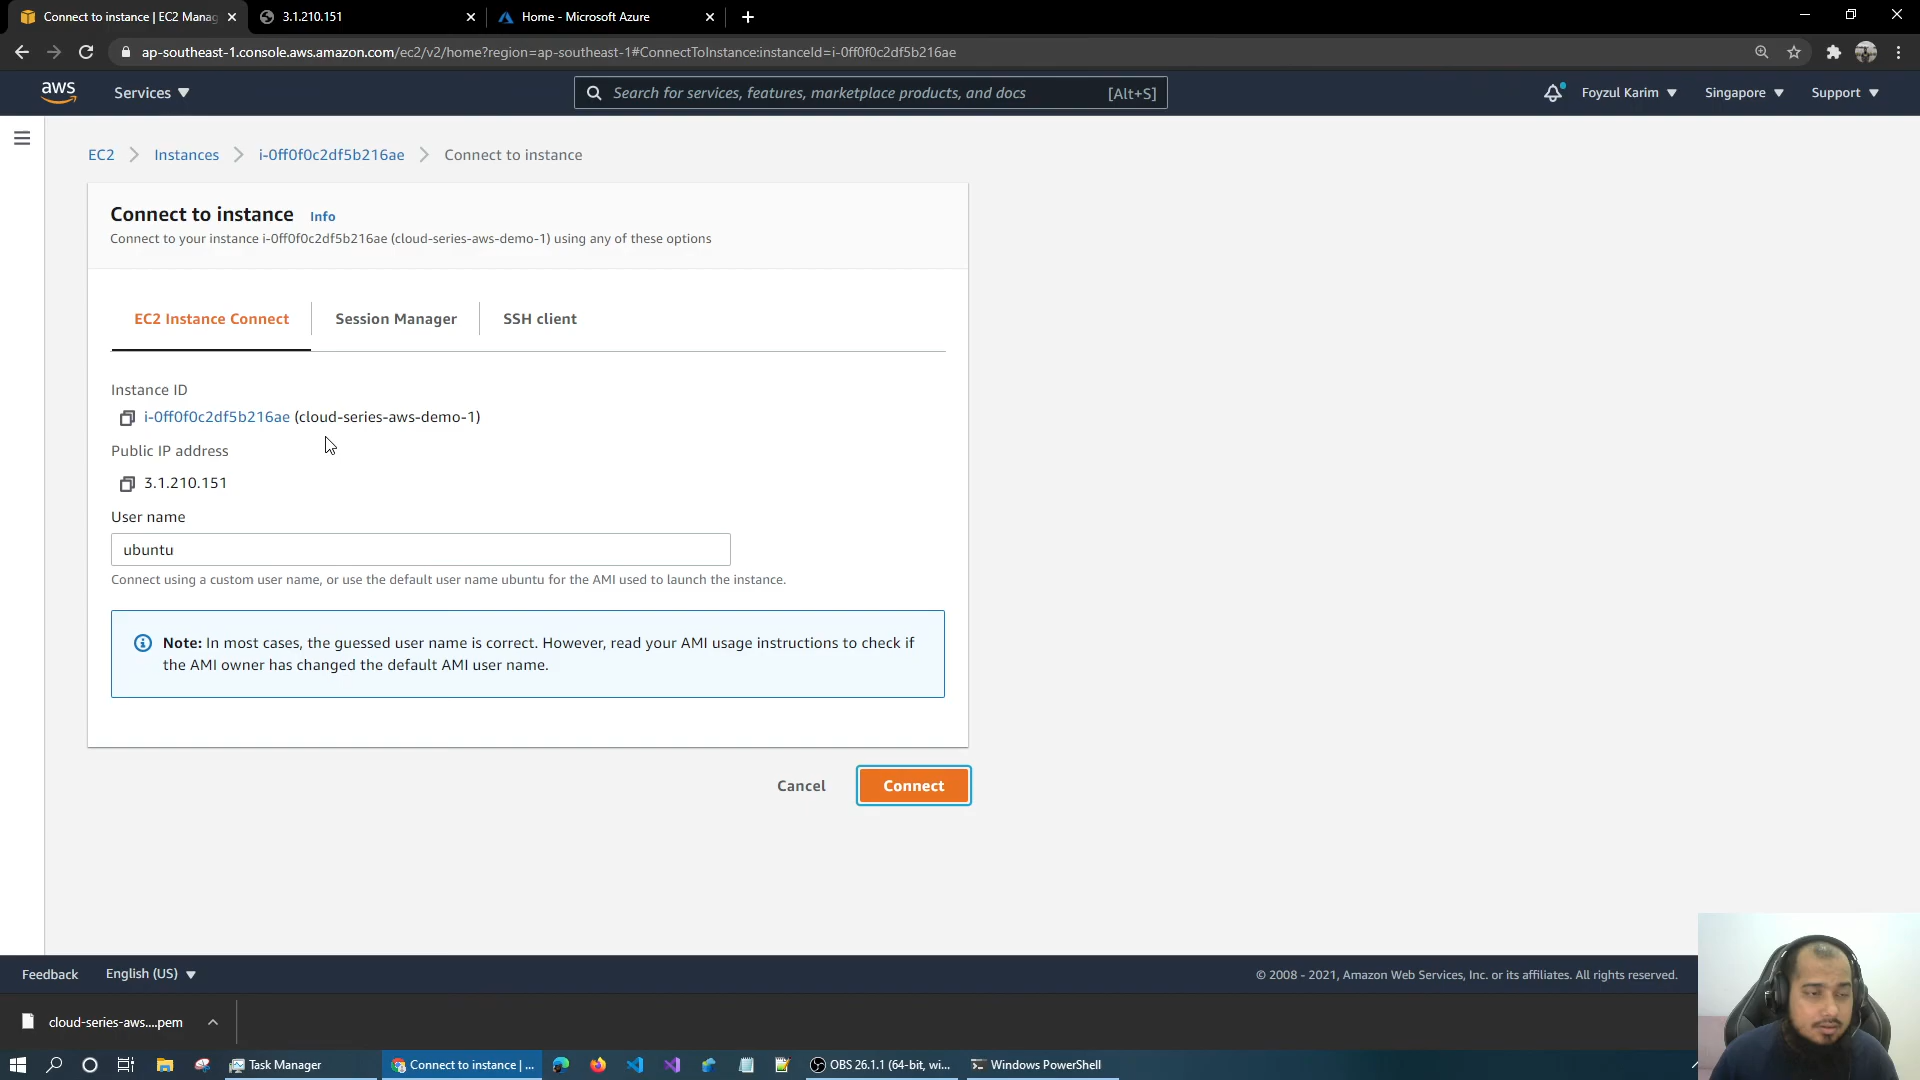 Connect to instance | EC2 Manag
3.1.210.151
Home - Microsoft Azure
ap-southeast-1.console.aws.amazon.com/ec2/v2/home?region=ap-southeast-1#ConnectToInstance:instanceId=i-0ff0f0c2df5b216ae
aws
Services
Search for services, features, marketplace products, and docs
[Alt+S]
Foyzul Karim
Singapore
Support
EC2 > Instances > i-0ff0f0c2df5b216ae > Connect to instance
Connect to instance Info
Connect to your instance i-0ff0f0c2df5b216ae (cloud-series-aws-demo-1) using any of these options
EC2 Instance Connect
Session Manager
SSH client
Instance ID
i-0ff0f0c2df5b216ae (cloud-series-aws-demo-1)
Public IP address
3.1.210.151
User name
ubuntu
Connect using a custom user name, or use the default user name ubuntu for the AMI used to launch the instance.
Note: In most cases, the guessed user name is correct. However, read your AMI usage instructions to check if
the AMI owner has changed the default AMI user name.
Cancel
Connect
Feedback
English (US)
© 2008 - 2021, Amazon Web Services, Inc. or its affiliates. All rights reserved.
cloud-series-aws....pem
Task Manager
Connect to instance | ...
OBS 26.1.1 (64-bit, wi...
Windows PowerShell